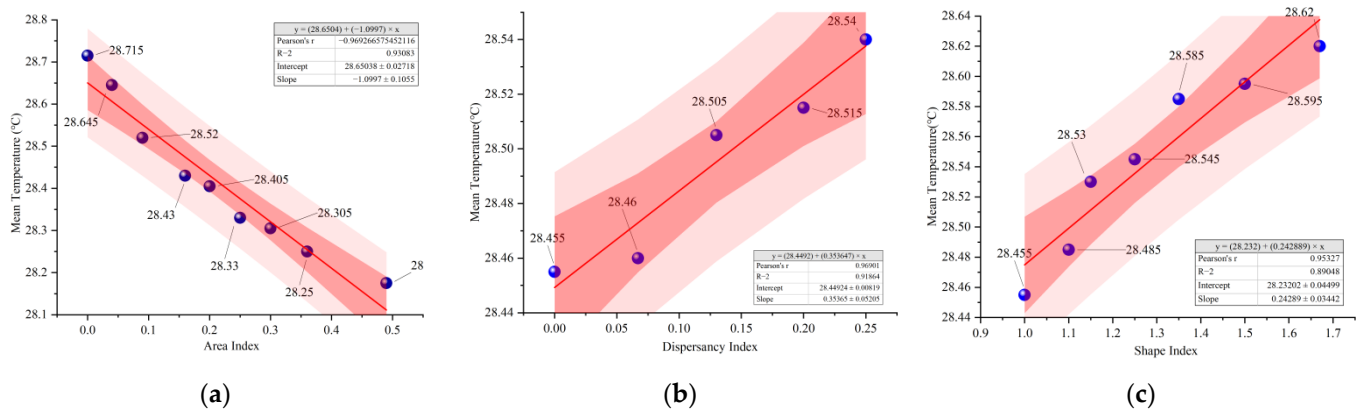 28.8
28.7
28.6
28.5
28.4
28.3
28.2
28.1
Mean Temperature (°C)
0.0 0.1 0.2 0.3 0.4 0.5
Area Index
28.715
28.645
28.52
28.43
28.405
28.33
28.305
28.25
28
y = (28.6504) + (−1.0997) × x
Pearson's r −0.969266575452116
R−2 0.93083
Intercept 28.65038 ± 0.02718
Slope −1.0997 ± 0.1055
(a)
28.54
28.52
28.50
28.48
28.46
28.44
Mean Temperature(°C)
0.00 0.05 0.10 0.15 0.20 0.25
Dispersancy Index
28.455
28.46
28.505
28.515
28.54
y = (28.4492) + (0.353647) × x
Pearson's r 0.96901
R−2 0.91864
Intercept 28.44924 ± 0.00819
Slope 0.35365 ± 0.05205
(b)
28.64
28.62
28.60
28.58
28.56
28.54
28.52
28.50
28.48
28.46
28.44
Mean Temperature(°C)
0.9 1.0 1.1 1.2 1.3 1.4 1.5 1.6 1.7
Shape Index
28.455
28.485
28.53
28.545
28.585
28.595
28.62
y = (28.232) + (0.242889) × x
Pearson's r 0.95327
R−2 0.89048
Intercept 28.23202 ± 0.04499
Slope 0.24289 ± 0.03442
(c)